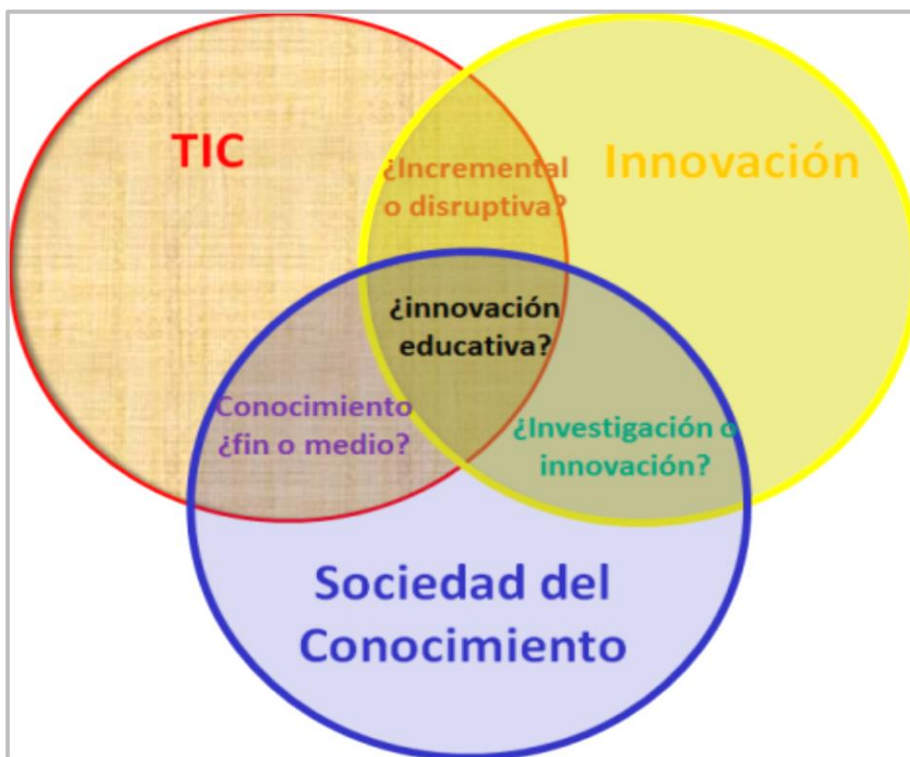 TIC
Innovación
¿Incremental
o disruptiva?
¿innovación
educativa?
Conocimiento
¿fin o medio?
¿Investigación o
innovación?
Sociedad del
Conocimiento